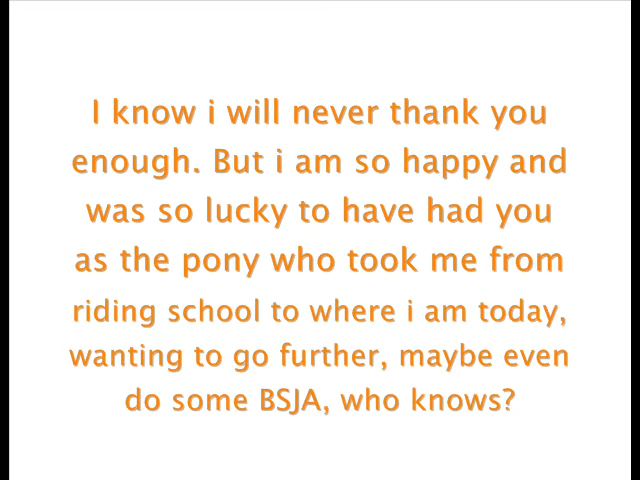 I know i will never thank you
enough. But i am so happy and
was so lucky to have had you
as the pony who took me from
riding school to where i am today,
wanting to go further, maybe even
do some BSJA, who knows?